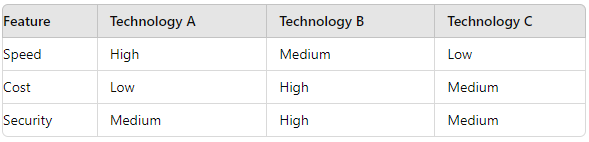 Feature Technology A Technology B Technology C
Speed High Medium Low
Cost Low High Medium
Security Medium High Medium